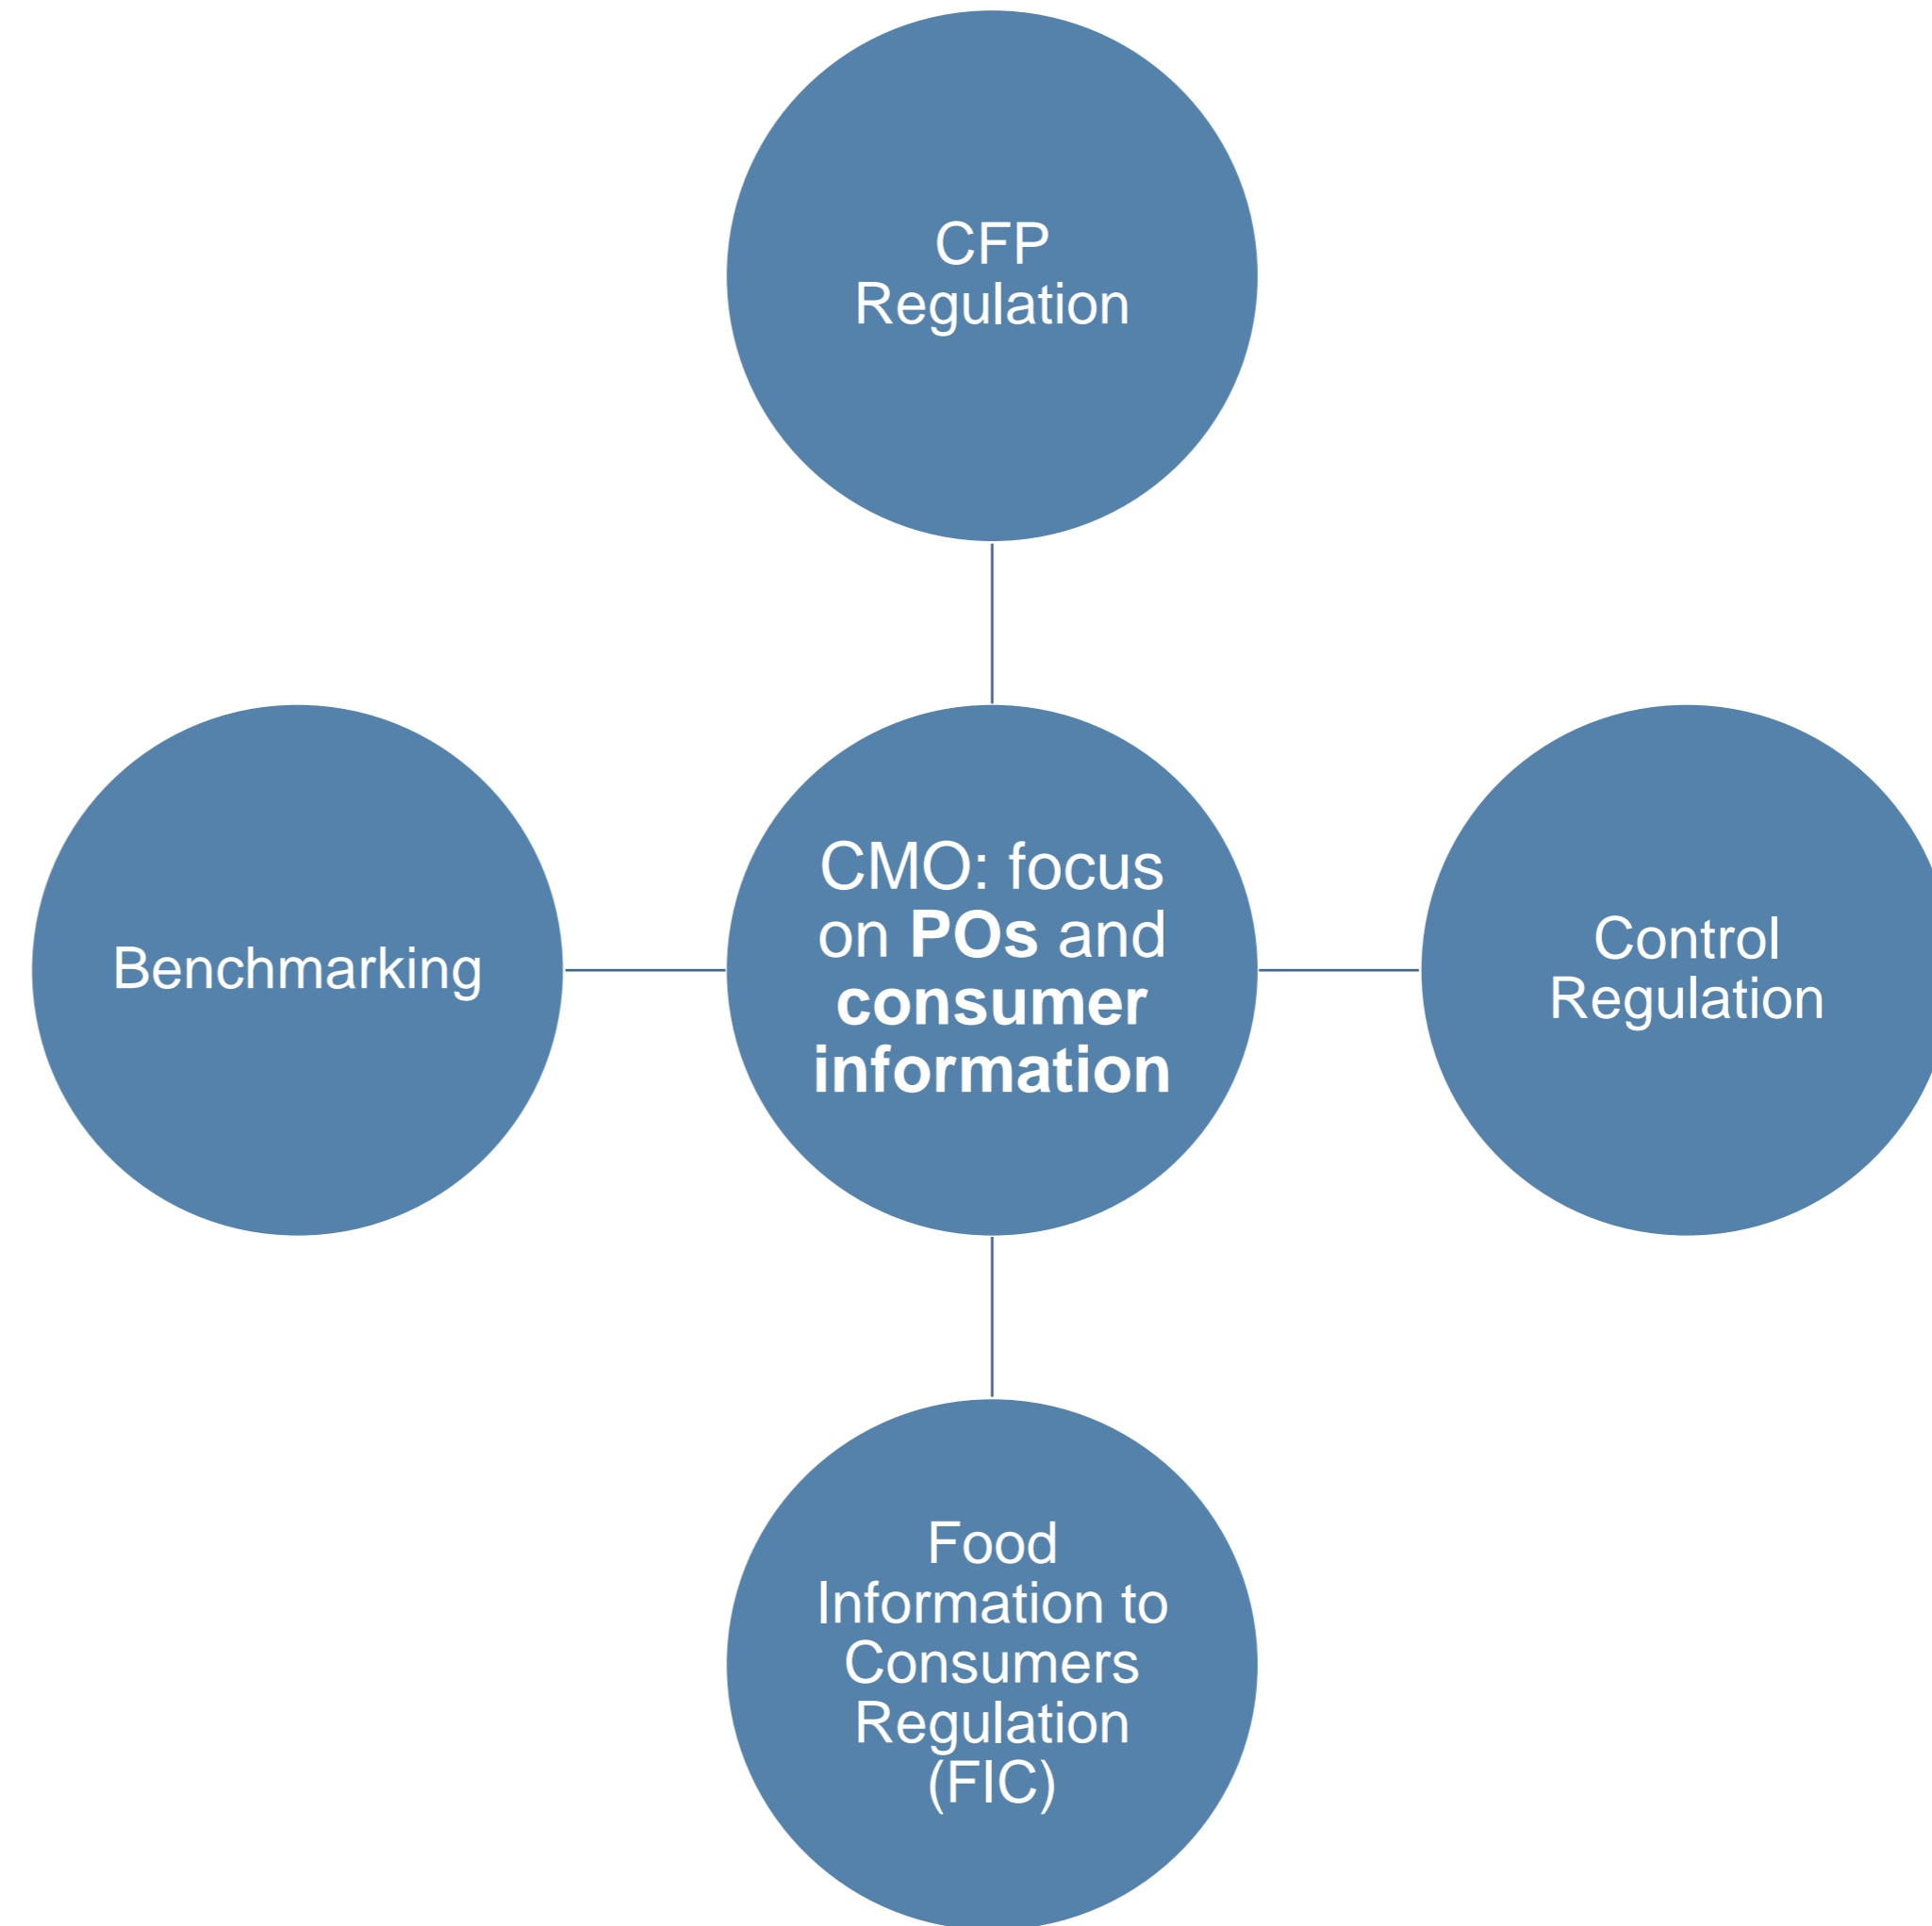 CFP
Regulation
Benchmarking
CMO: focus
on POs and
consumer
information
Control
Regulation
Food
Information to
Consumers
Regulation
(FIC)